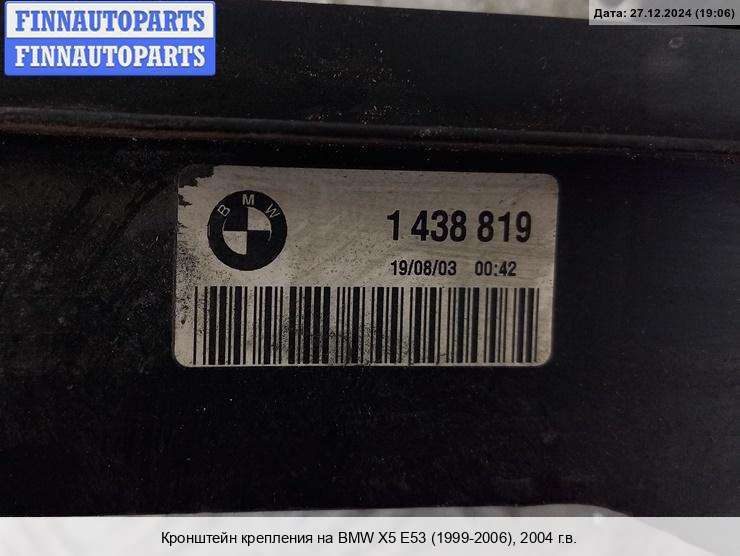 FINNAUTOPARTS
FINNAUTOPARTS
Дата: 27.12.2024 (19:06)
BMW
1 438 819
19/08/03 00:42
Кронштейн крепления на BMW X5 E53 (1999-2006), 2004 г.в.